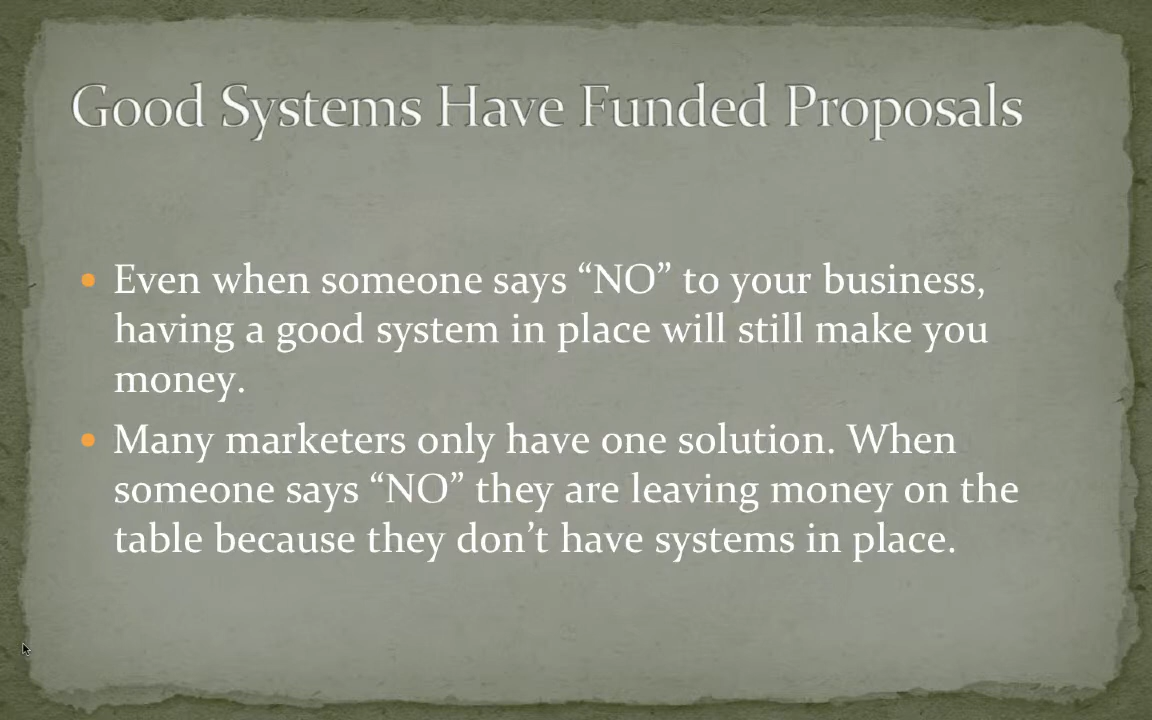 Good Systems Have Funded Proposals
Even when someone says “NO” to your business,
having a good system in place will still make you
money.
Many marketers only have one solution. When
someone says “NO” they are leaving money on the
table because they don’t have systems in place.